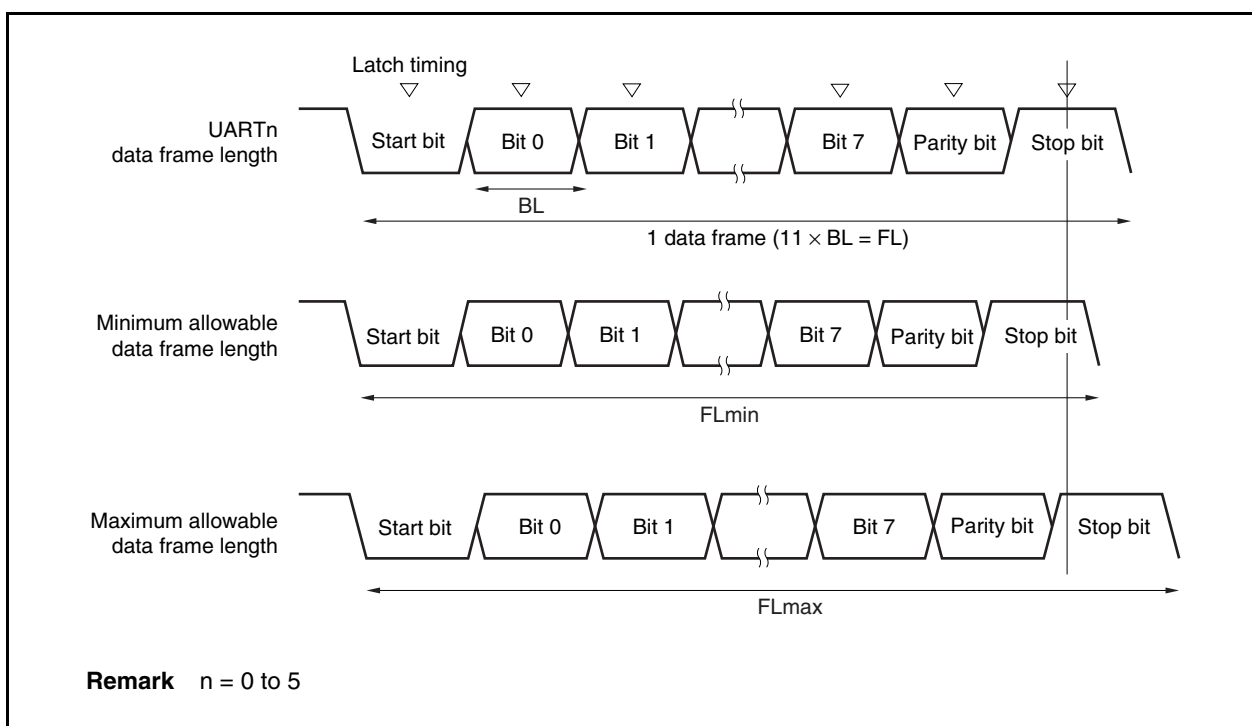 Latch timing
UARTn
data frame length
Start bit Bit 0 Bit 1 Bit 7 Parity bit Stop bit
BL
1 data frame (11 × BL = FL)
Minimum allowable
data frame length
Start bit Bit 0 Bit 1 Bit 7 Parity bit Stop bit
FLmin
Maximum allowable
data frame length
Start bit Bit 0 Bit 1 Bit 7 Parity bit Stop bit
FLmax
Remark n = 0 to 5